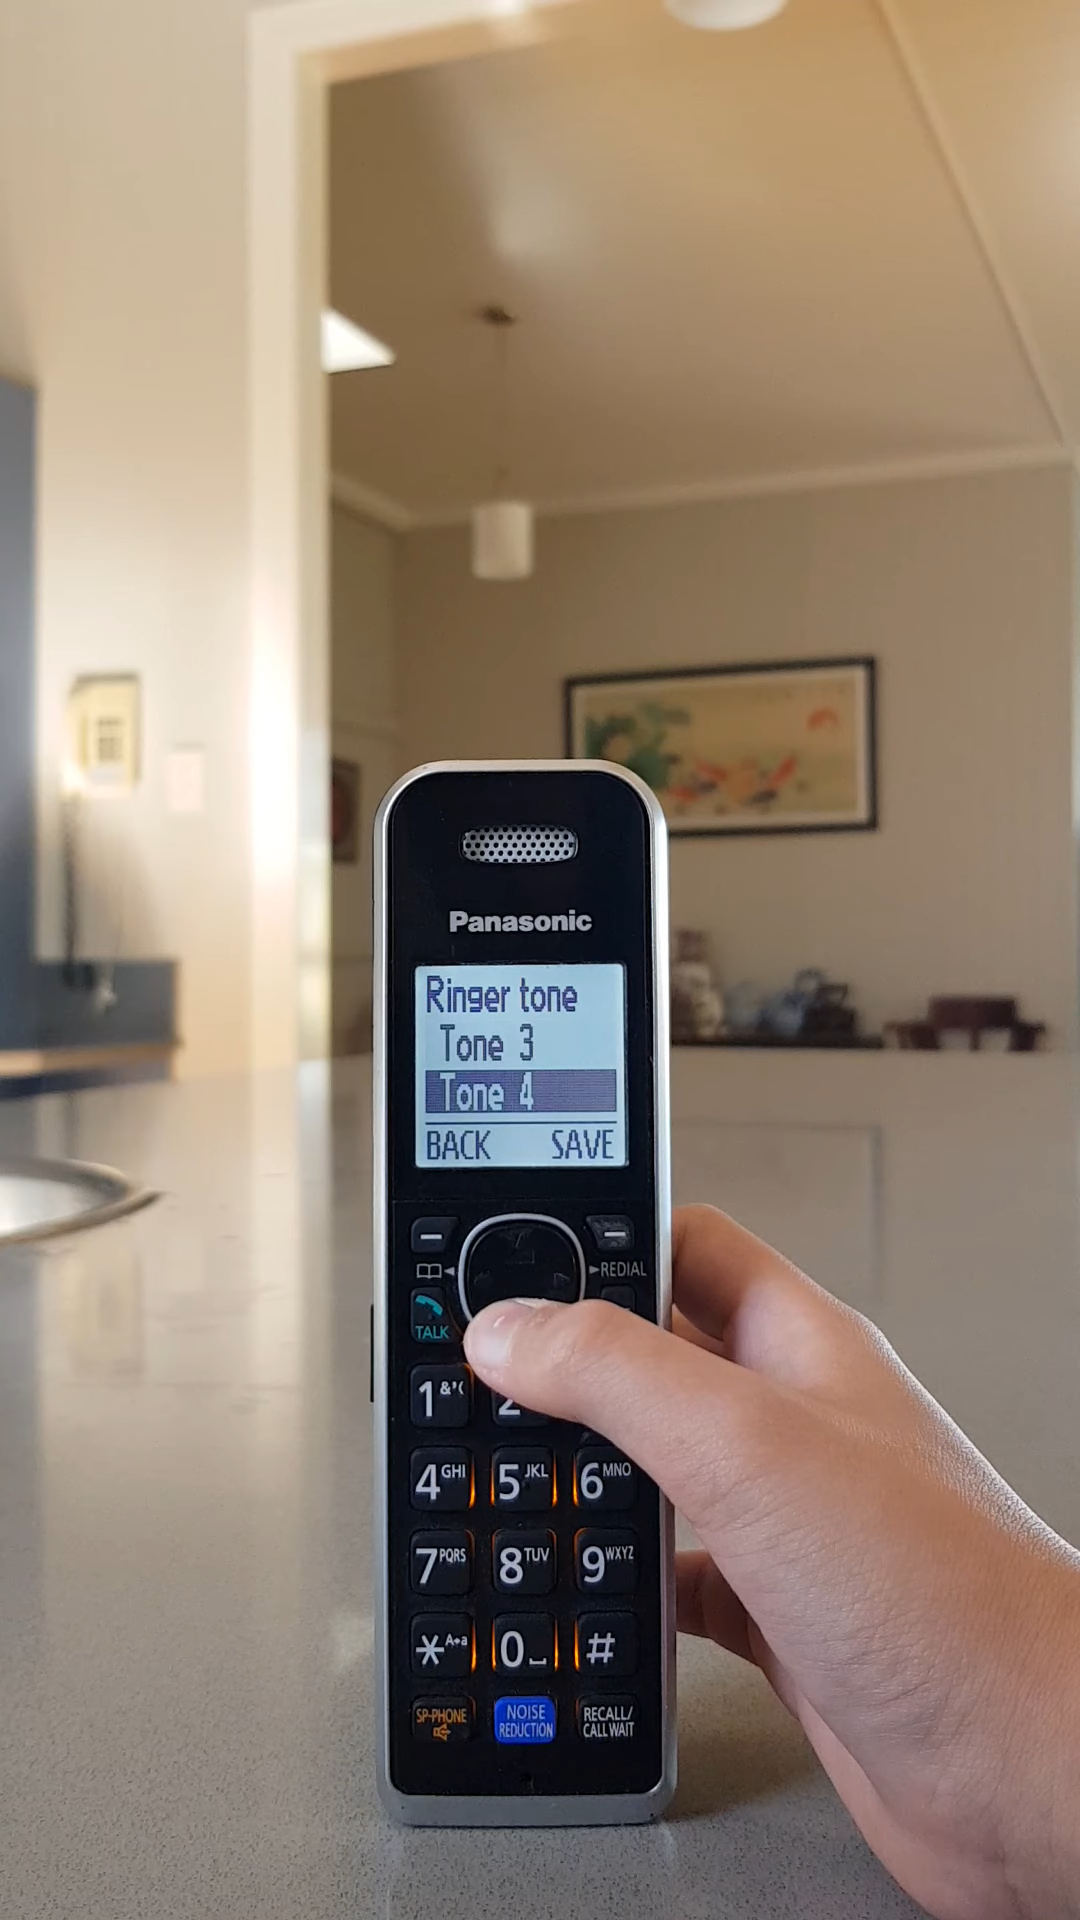 Panasonic
Ringer tone
Tone 3
Tone 4
BACK SAVE
REDIAL
TALK
1 &'(
2
4 GHI 5 JKL 6 MNO
7 PQRS 8 TUV 9 WXYZ
* A→a 0 #
SP-PHONE NOISE REDUCTION RECALL/
CALL WAIT